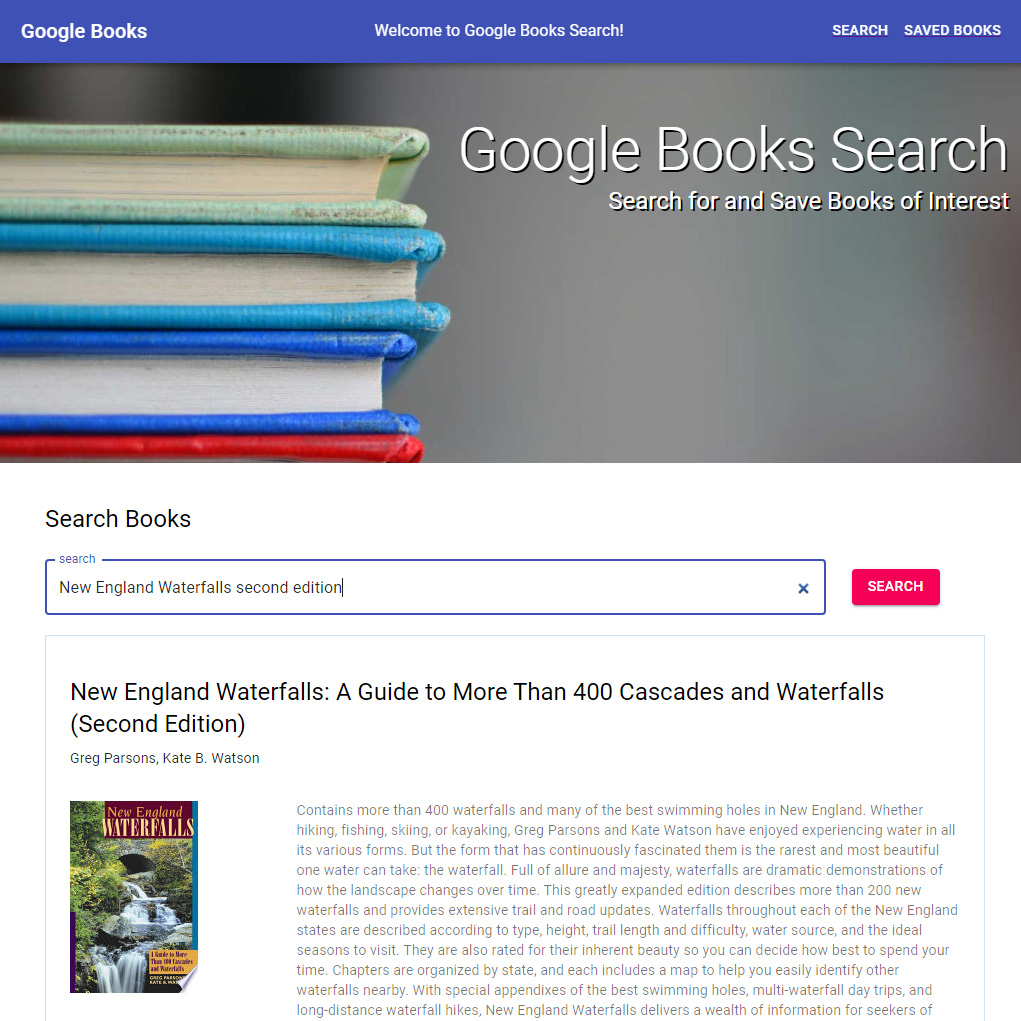 Google Books
Welcome to Google Books Search!
SEARCH
SAVED BOOKS
Google Books Search
Search for and Save Books of Interest
Search Books
search
New England Waterfalls second edition
SEARCH
New England Waterfalls: A Guide to More Than 400 Cascades and Waterfalls
(Second Edition)
Greg Parsons, Kate B. Watson
New England
WATERFALLS
A Guide to More
Than 400 Cascades
and Waterfalls
GREG PARSONS
KATE B.
Contains more than 400 waterfalls and many of the best swimming holes in New England. Whether
hiking, fishing, skiing, or kayaking, Greg Parsons and Kate Watson have enjoyed experiencing water in all
its various forms. But the form that has continuously fascinated them is the rarest and most beautiful
one water can take: the waterfall. Full of allure and majesty, waterfalls are dramatic demonstrations of
how the landscape changes over time. This greatly expanded edition describes more than 200 new
waterfalls and provides extensive trail and road updates. Waterfalls throughout each of the New England
states are described according to type, height, trail length and difficulty, water source, and the ideal
seasons to visit. They are also rated for their inherent beauty so you can decide how best to spend your
time. Chapters are organized by state, and each includes a map to help you easily identify other
waterfalls nearby. With special appendixes of the best swimming holes, multi-waterfall day trips, and
long-distance waterfall hikes, New England Waterfalls delivers a wealth of information for seekers of